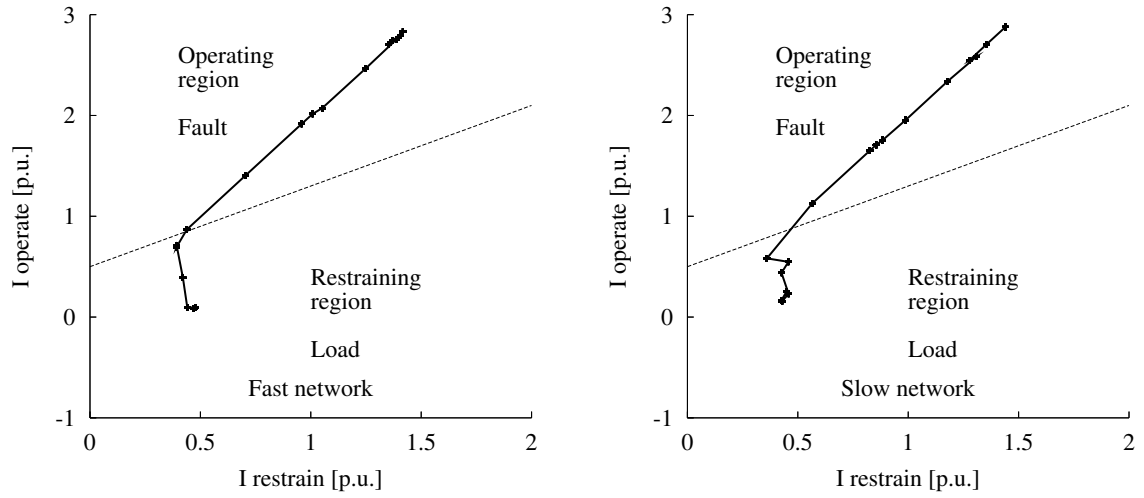 3
2
1
0
-1
0
0.5
1
1.5
2
I operate [p.u.]
I restrain [p.u.]
Operating
region
Fault
Restraining
region
Load
Fast network
3
2
1
0
-1
0
0.5
1
1.5
2
I operate [p.u.]
I restrain [p.u.]
Operating
region
Fault
Restraining
region
Load
Slow network